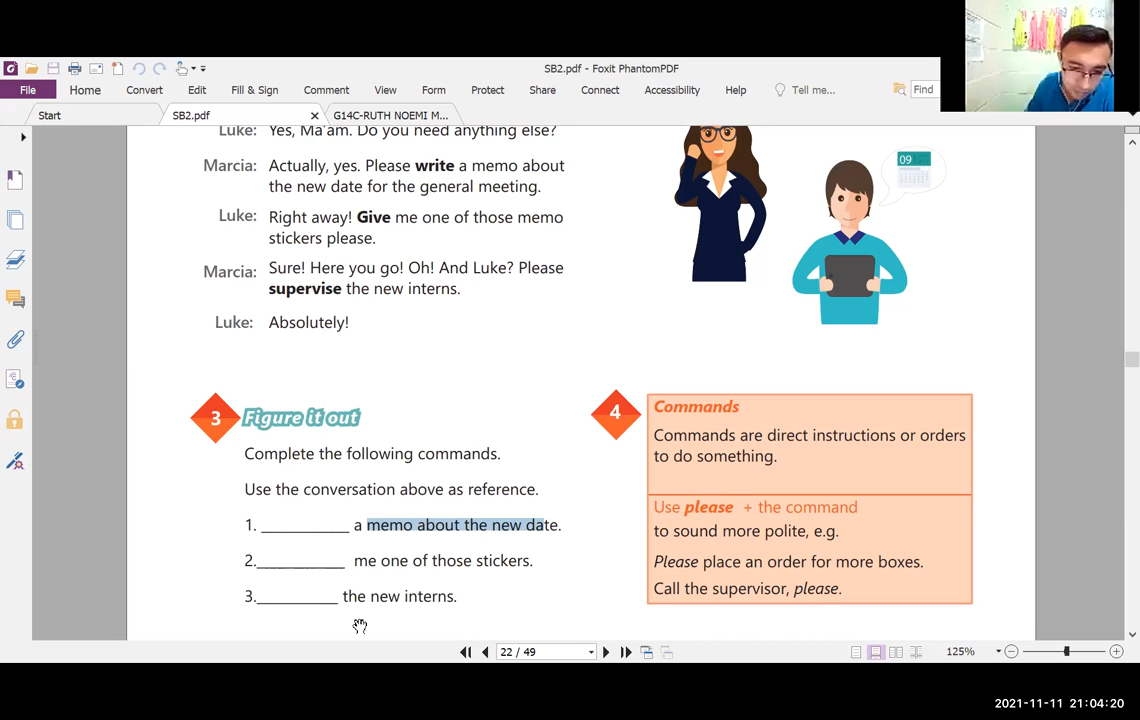 SB2.pdf - Foxit PhantomPDF
File Home Convert Edit Fill & Sign Comment View Form Protect Share Connect Accessibility Help Tell me... Find
Start SB2.pdf G14C-RUTH NOEMI M...
Luke: Yes, Ma'am. Do you need anything else?
Marcia: Actually, yes. Please write a memo about
the new date for the general meeting.
Luke: Right away! Give me one of those memo
stickers please.
Marcia: Sure! Here you go! Oh! And Luke? Please
supervise the new interns.
Luke: Absolutely!
09
3 Figure it out
Complete the following commands.
Use the conversation above as reference.
1. ___________ a memo about the new date.
2.___________ me one of those stickers.
3.__________ the new interns.
4 Commands
Commands are direct instructions or orders
to do something.
Use please + the command
to sound more polite, e.g.
Please place an order for more boxes.
Call the supervisor, please.
22 / 49
125%
2021-11-11 21:04:20